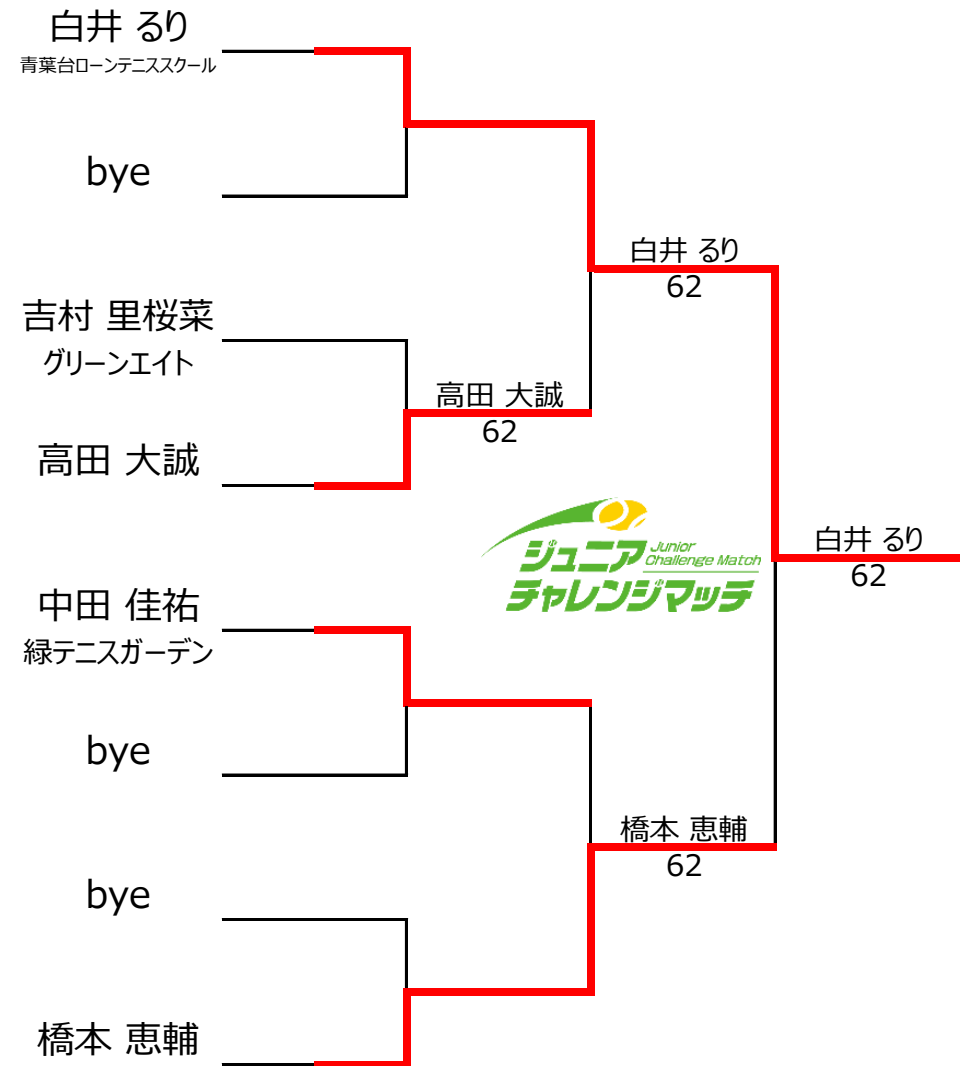 白井 るり
青葉台ローンテニススクール
bye
白井 るり
62
吉村 里桜菜
グリーンエイト
高田 大誠
62
高田 大誠
ジュニア Junior
Challenge Match
チャレンジマッチ
白井 るり
62
中田 佳祐
緑テニスガーデン
bye
橋本 恵輔
62
bye
橋本 恵輔